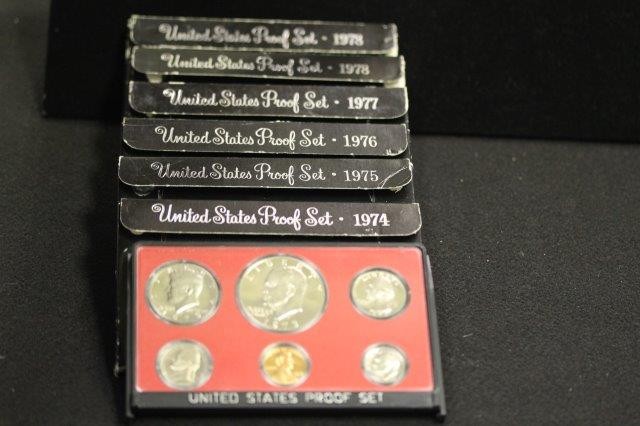 United States Proof Set · 1978
United States Proof Set · 1978
United States Proof Set · 1977
United States Proof Set · 1976
United States Proof Set · 1975
United States Proof Set · 1974
LIBERTY
UNITED STATES PROOF SET